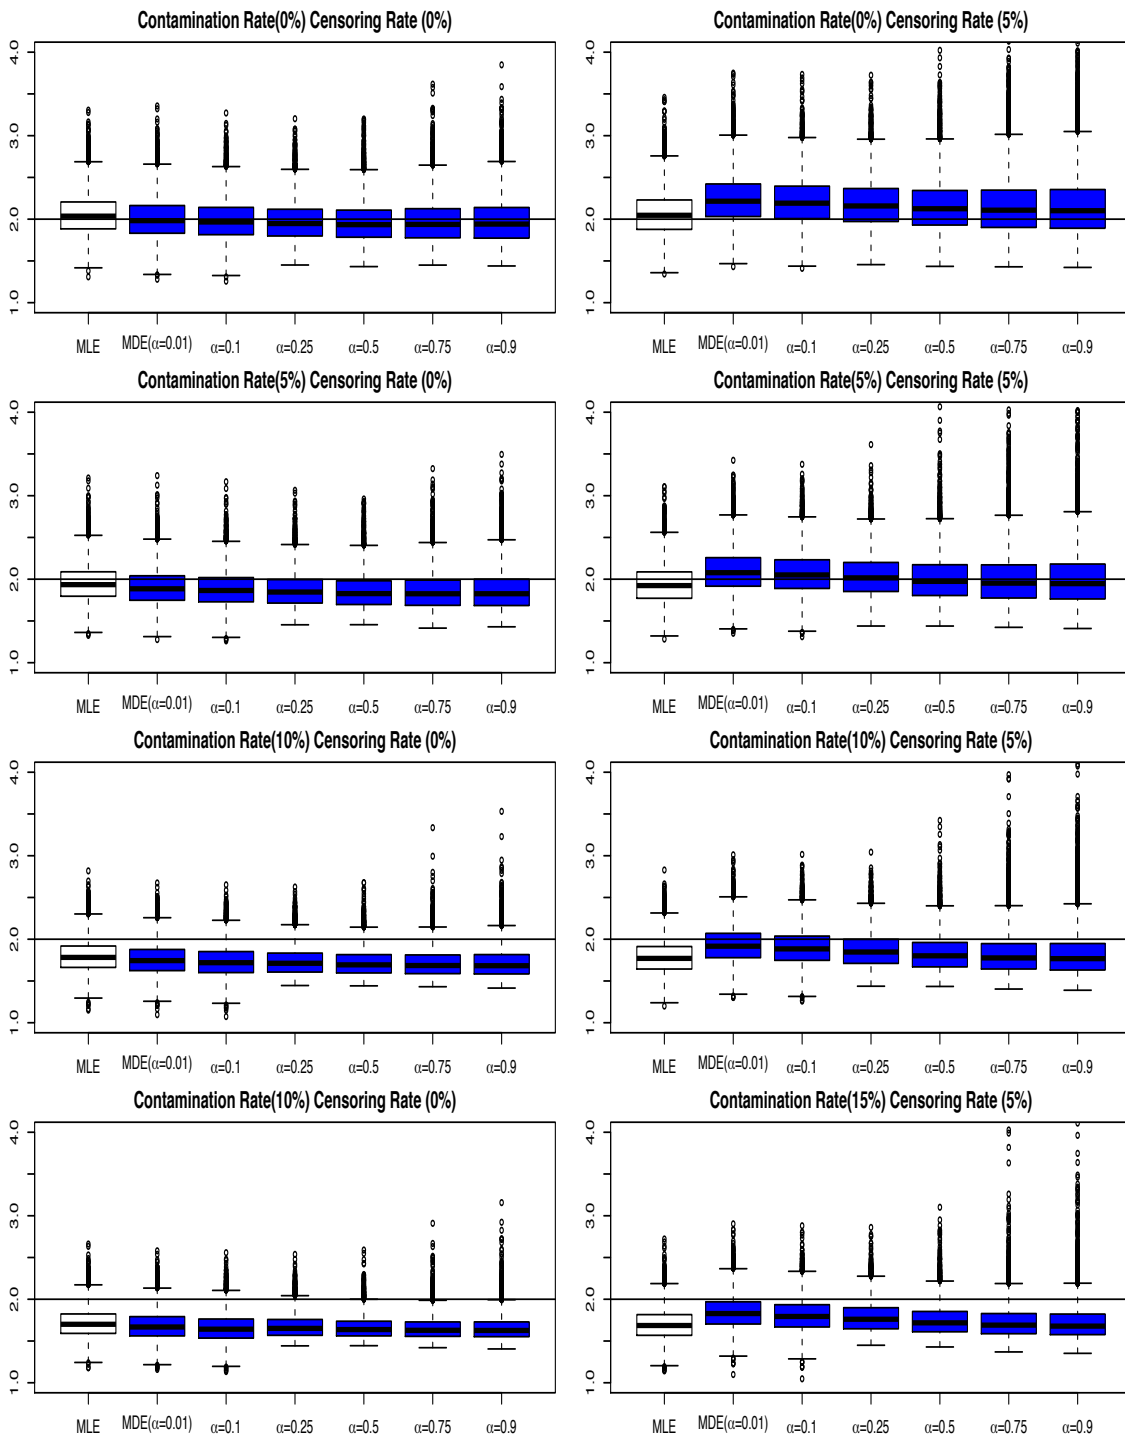 Contamination Rate(0%) Censoring Rate (0%)
4.0
3.0
2.0
1.0
MLE MDE(α=0.01) α=0.1 α=0.25 α=0.5 α=0.75 α=0.9
Contamination Rate(0%) Censoring Rate (5%)
4.0
3.0
2.0
1.0
MLE MDE(α=0.01) α=0.1 α=0.25 α=0.5 α=0.75 α=0.9
Contamination Rate(5%) Censoring Rate (0%)
4.0
3.0
2.0
1.0
MLE MDE(α=0.01) α=0.1 α=0.25 α=0.5 α=0.75 α=0.9
Contamination Rate(5%) Censoring Rate (5%)
4.0
3.0
2.0
1.0
MLE MDE(α=0.01) α=0.1 α=0.25 α=0.5 α=0.75 α=0.9
Contamination Rate(10%) Censoring Rate (0%)
4.0
3.0
2.0
1.0
MLE MDE(α=0.01) α=0.1 α=0.25 α=0.5 α=0.75 α=0.9
Contamination Rate(10%) Censoring Rate (5%)
4.0
3.0
2.0
1.0
MLE MDE(α=0.01) α=0.1 α=0.25 α=0.5 α=0.75 α=0.9
Contamination Rate(10%) Censoring Rate (0%)
4.0
3.0
2.0
1.0
MLE MDE(α=0.01) α=0.1 α=0.25 α=0.5 α=0.75 α=0.9
Contamination Rate(15%) Censoring Rate (5%)
4.0
3.0
2.0
1.0
MLE MDE(α=0.01) α=0.1 α=0.25 α=0.5 α=0.75 α=0.9